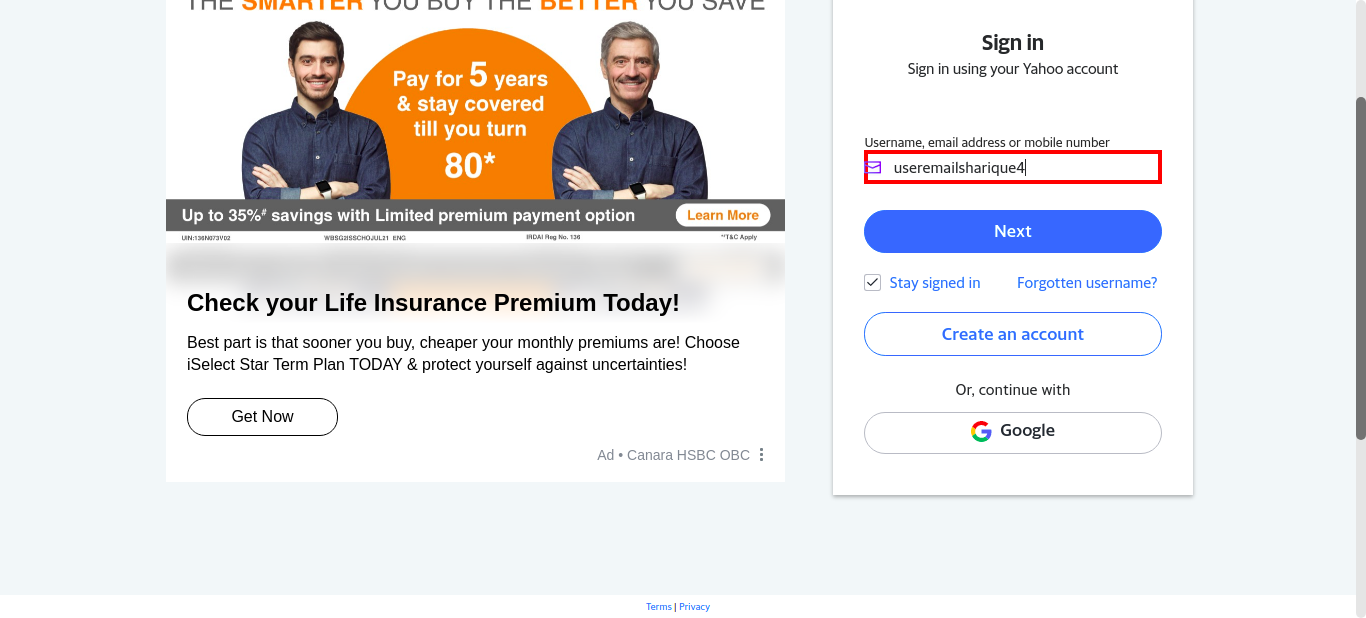 THE SMARTER YOU BUY THE BETTER YOU SAVE
Pay for 5 years
& stay covered
till you turn
80*
Up to 35%# savings with Limited premium payment option
Learn More
UIN:136N073V02 WBSG2ISSCHOJUL21 ENG IRDAI Reg No. 136 *T&C Apply
Check your Life Insurance Premium Today!
Best part is that sooner you buy, cheaper your monthly premiums are! Choose
iSelect Star Term Plan TODAY & protect yourself against uncertainties!
Get Now
Ad • Canara HSBC OBC
Sign in
Sign in using your Yahoo account
Username, email address or mobile number
useremailsharique4
Next
Stay signed in Forgotten username?
Create an account
Or, continue with
Google
Terms | Privacy